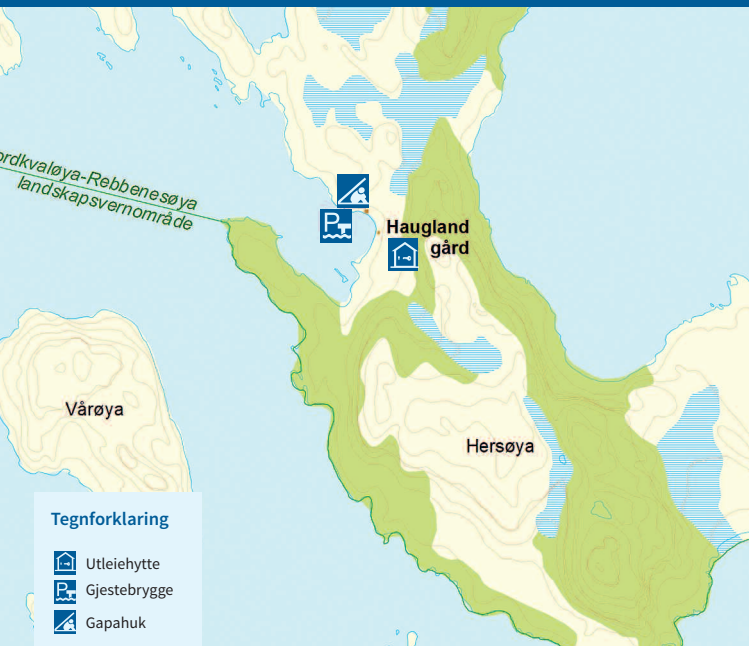 ordkvaløya-Rebbenesøya
landskapsvernområde
Haugland
gård
Vårøya
Hersøya
Tegnforklaring
Utleiehytte
Gjestebrygge
Gapahuk